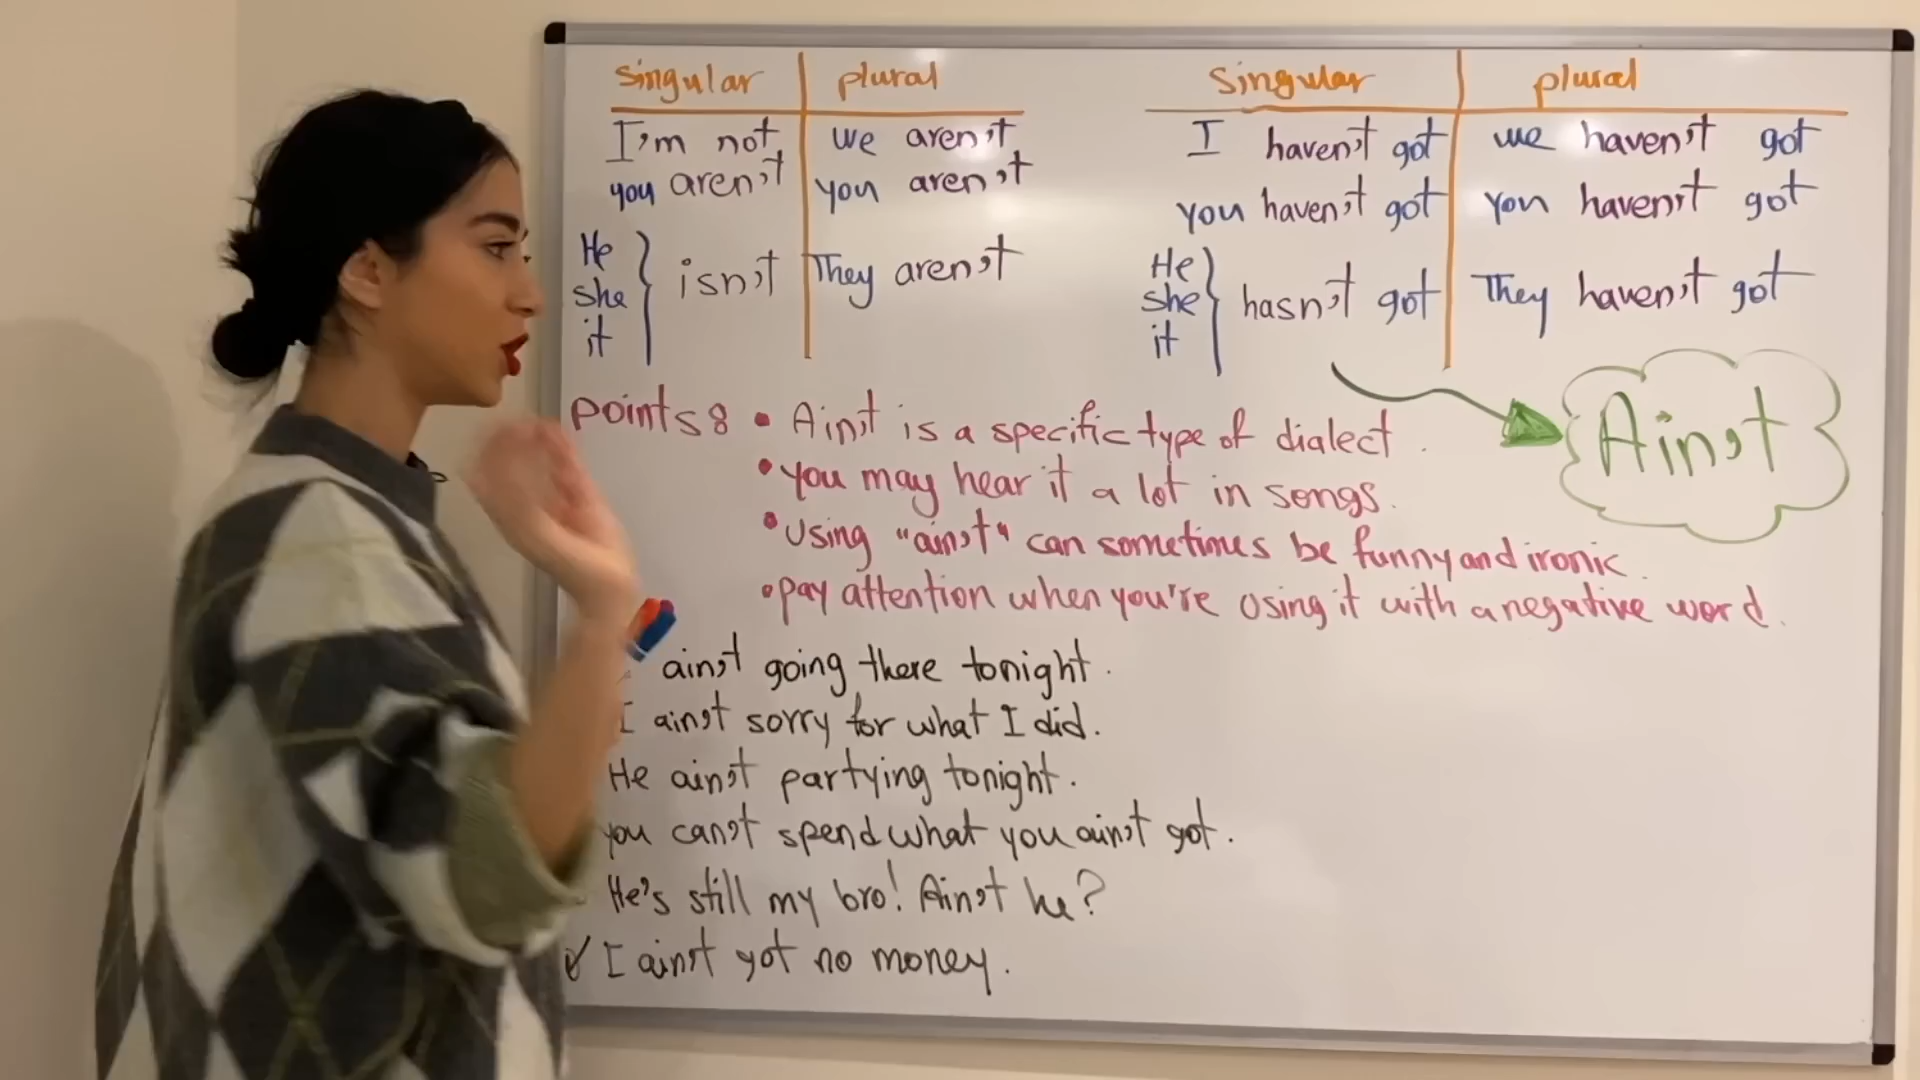 singular plural
I'm not we aren't
you aren't you aren't
He
she
it
isn't They aren't
singular plural
I haven't got we haven't got
you haven't got you haven't got
He
she
it
hasn't got They haven't got
Ain't
points: • Ain't is a specific type of dialect.
• you may hear it a lot in songs.
• using "ain't" can sometimes be funny and ironic.
• pay attention when you're using it with a negative word.
ain't going there tonight.
I ain't sorry for what I did.
He ain't partying tonight.
you can't spend what you ain't got.
He's still my bro! Ain't he?
I ain't got no money.